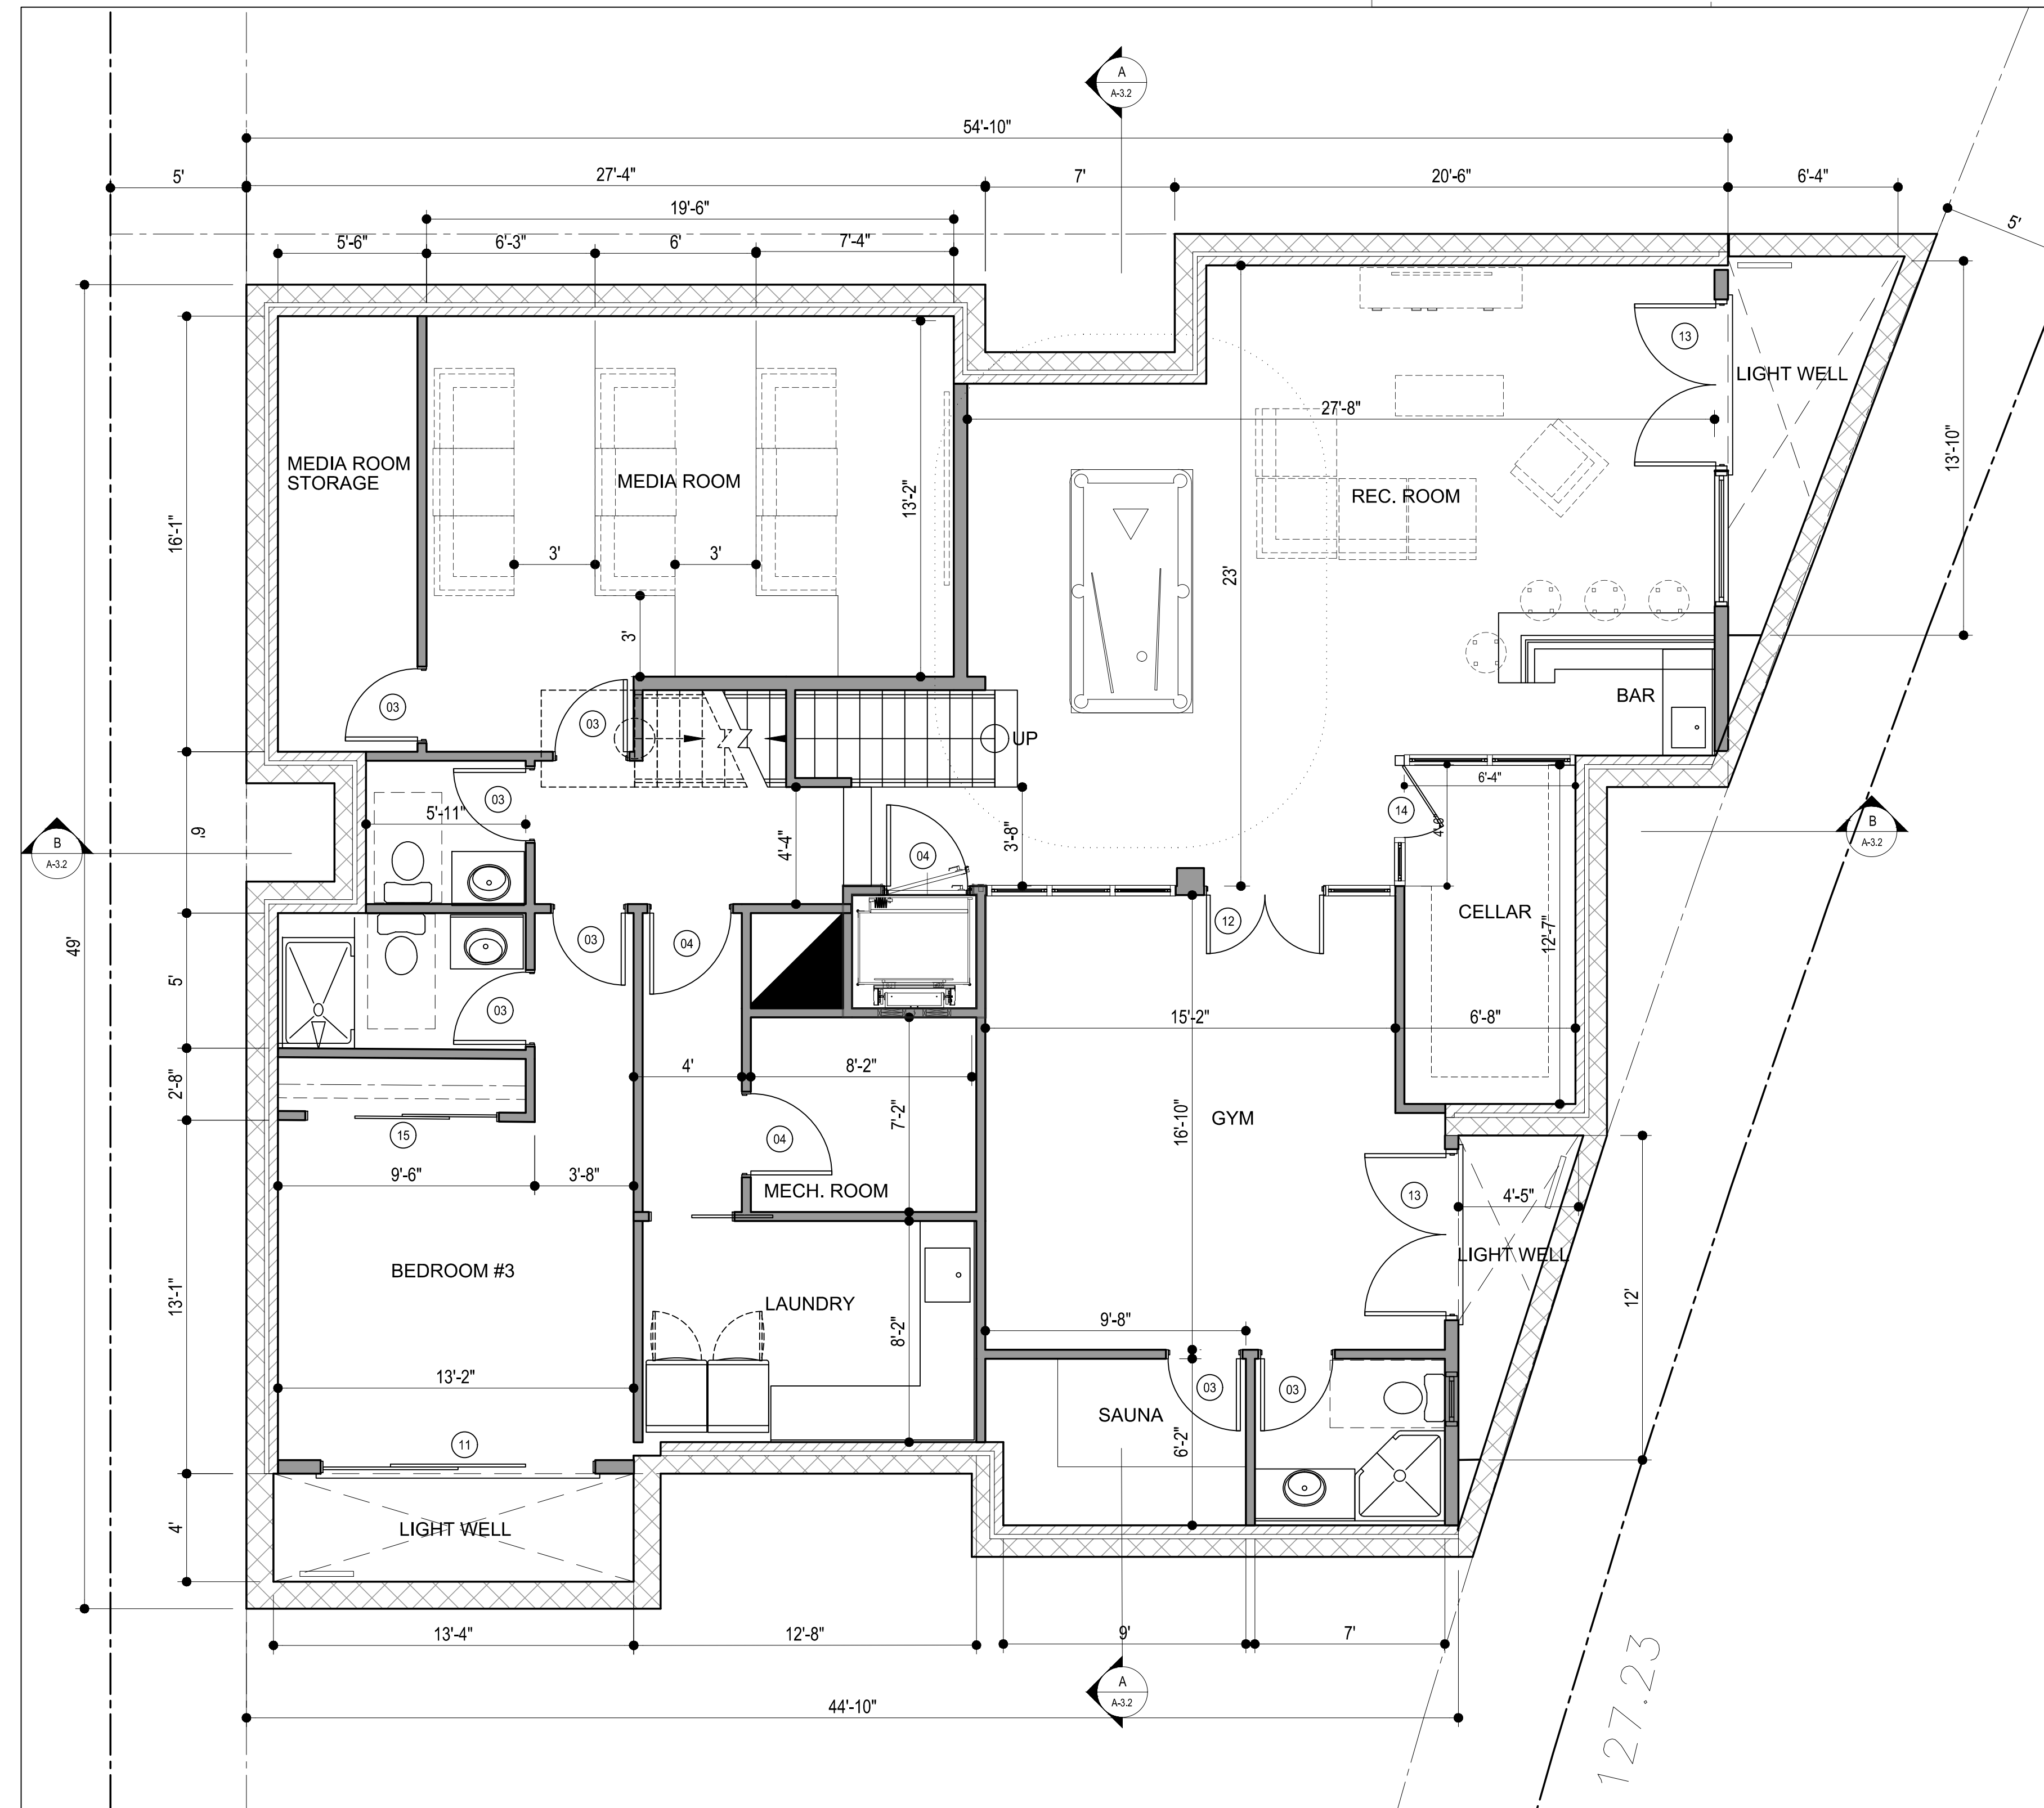 A
A-3.2
54'-10"
5'
27'-4"
7'
20'-6"
6'-4"
19'-6"
5'-6"
6'-3"
6'
7'-4"
5'
13
LIGHT WELL
27'-8"
13'-10"
MEDIA ROOM
STORAGE
MEDIA ROOM
13'-2"
REC. ROOM
16'-1"
3'
3'
23'
3'
BAR
03
03
UP
6'-4"
03
5'-11"
14
4'-6"
B
A-3.2
6'
4'-4"
3'-8"
04
B
A-3.2
49'
12
CELLAR
12'-7"
03
04
5'
03
15'-2"
6'-8"
2'-8"
4'
8'-2"
7'-2"
16'-10"
GYM
15
04
9'-6"
3'-8"
MECH. ROOM
13
4'-5"
LIGHT WELL
BEDROOM #3
13'-1"
LAUNDRY
8'-2"
12'
9'-8"
13'-2"
03
03
SAUNA
6'-2"
11
LIGHT WELL
4'
13'-4"
12'-8"
9'
7'
A
A-3.2
44'-10"
127.23